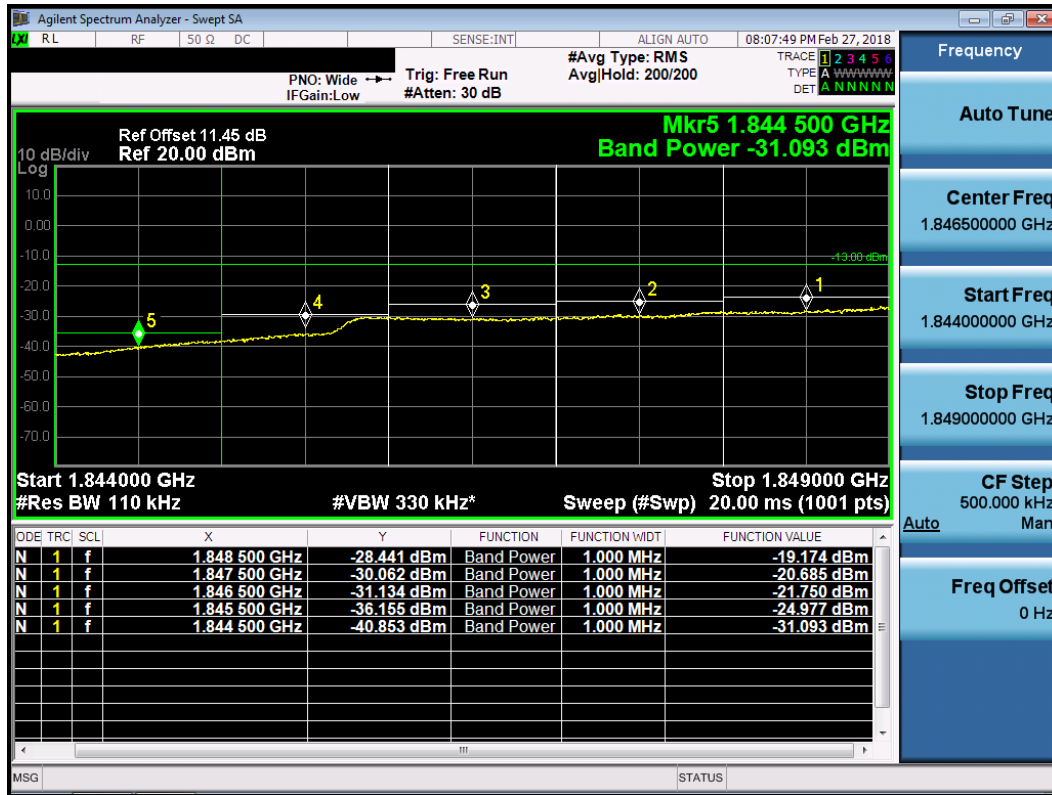 Agilent Spectrum Analyzer - Swept SA
LXI RL RF 50 Ω DC SENSE:INT ALIGN AUTO 08:07:49 PM Feb 27, 2018
Frequency
#Avg Type: RMS TRACE 1 2 3 4 5 6
PNO: Wide Trig: Free Run Avg|Hold: 200/200 TYPE A WWWWW
IFGain:Low #Atten: 30 dB DET A N N N N N
Auto Tune
Mkr5 1.844 500 GHz
Ref Offset 11.45 dB
10 dB/div Ref 20.00 dBm Band Power -31.093 dBm
Log
10.0
0.00
-10.0
-13.00 dBm
-20.0
-30.0
-40.0
-50.0
-60.0
-70.0
5
4
3
2
1
Start 1.844000 GHz Stop 1.849000 GHz
#Res BW 110 kHz #VBW 330 kHz* Sweep (#Swp) 20.00 ms (1001 pts)
Center Freq
1.846500000 GHz
Start Freq
1.844000000 GHz
Stop Freq
1.849000000 GHz
CF Step
500.000 kHz
Auto Man
Freq Offset
0 Hz
ODE TRC SCL X Y FUNCTION FUNCTION WIDT FUNCTION VALUE
N 1 f 1.848 500 GHz -28.441 dBm Band Power 1.000 MHz -19.174 dBm
N 1 f 1.847 500 GHz -30.062 dBm Band Power 1.000 MHz -20.685 dBm
N 1 f 1.846 500 GHz -31.134 dBm Band Power 1.000 MHz -21.750 dBm
N 1 f 1.845 500 GHz -36.155 dBm Band Power 1.000 MHz -24.977 dBm
N 1 f 1.844 500 GHz -40.853 dBm Band Power 1.000 MHz -31.093 dBm
MSG STATUS